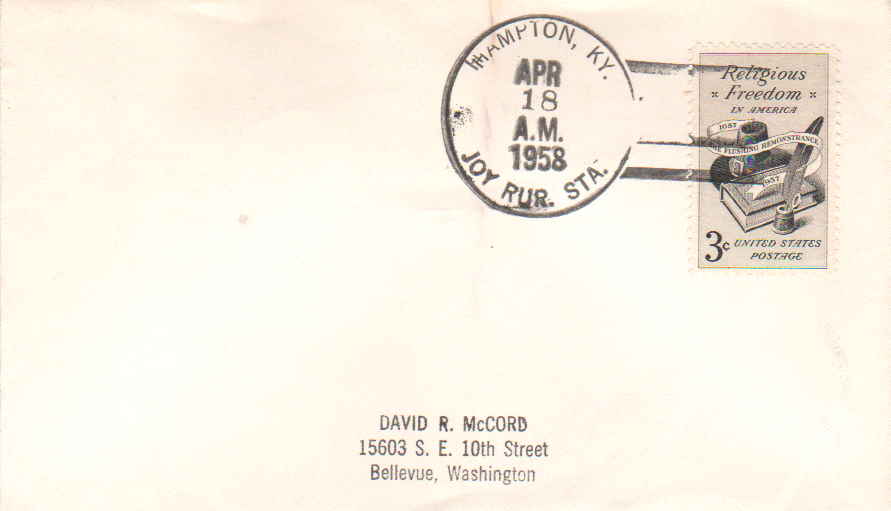 HAMPTON, KY.
APR
18
A.M.
1958
JOY RUR. STA.
Religious
Freedom
IN AMERICA
1657
THE FLUSHING REMONSTRANCE
1957
3¢ UNITED STATES
POSTAGE
DAVID R. McCORD
15603 S. E. 10th Street
Bellevue, Washington